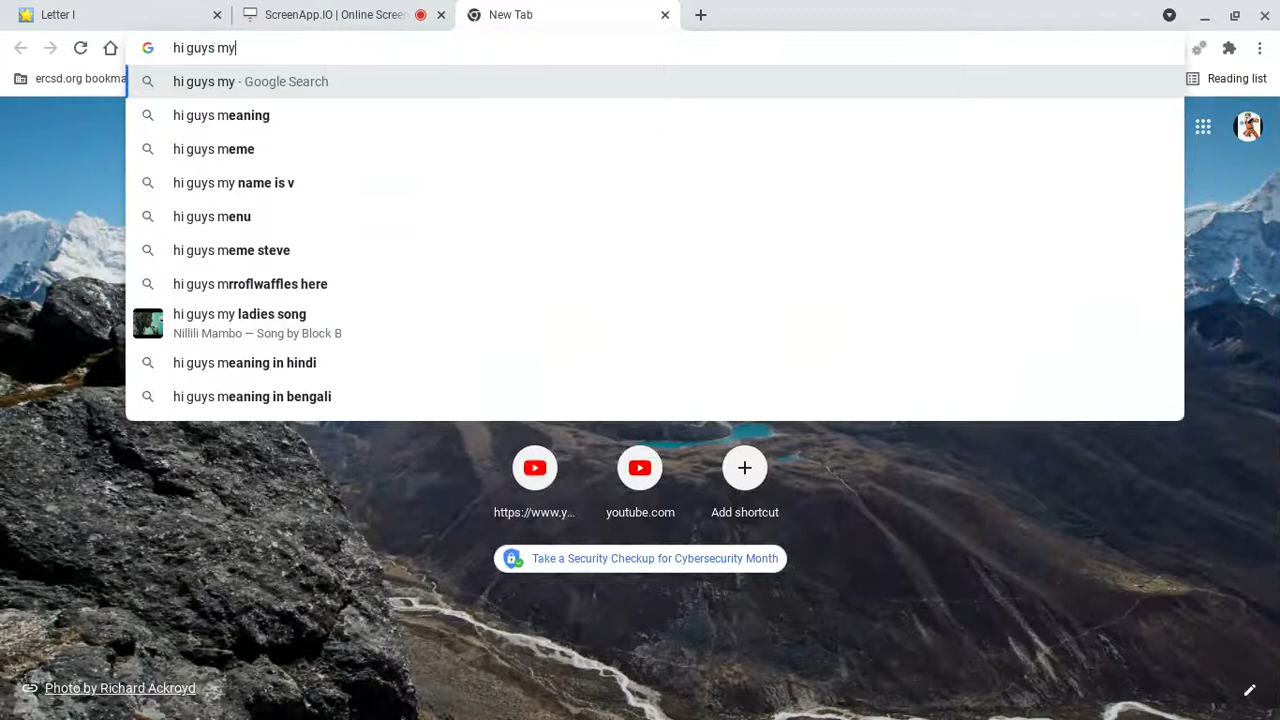 Letter I
ScreenApp.IO | Online Screen
New Tab
hi guys my
ercsd.org bookma
Reading list
hi guys my - Google Search
hi guys meaning
hi guys meme
hi guys my name is v
hi guys menu
hi guys meme steve
hi guys mrroflwaffles here
hi guys my ladies song
Nillili Mambo — Song by Block B
hi guys meaning in hindi
hi guys meaning in bengali
https://www.y...
youtube.com
Add shortcut
Take a Security Checkup for Cybersecurity Month
Photo by Richard Ackroyd